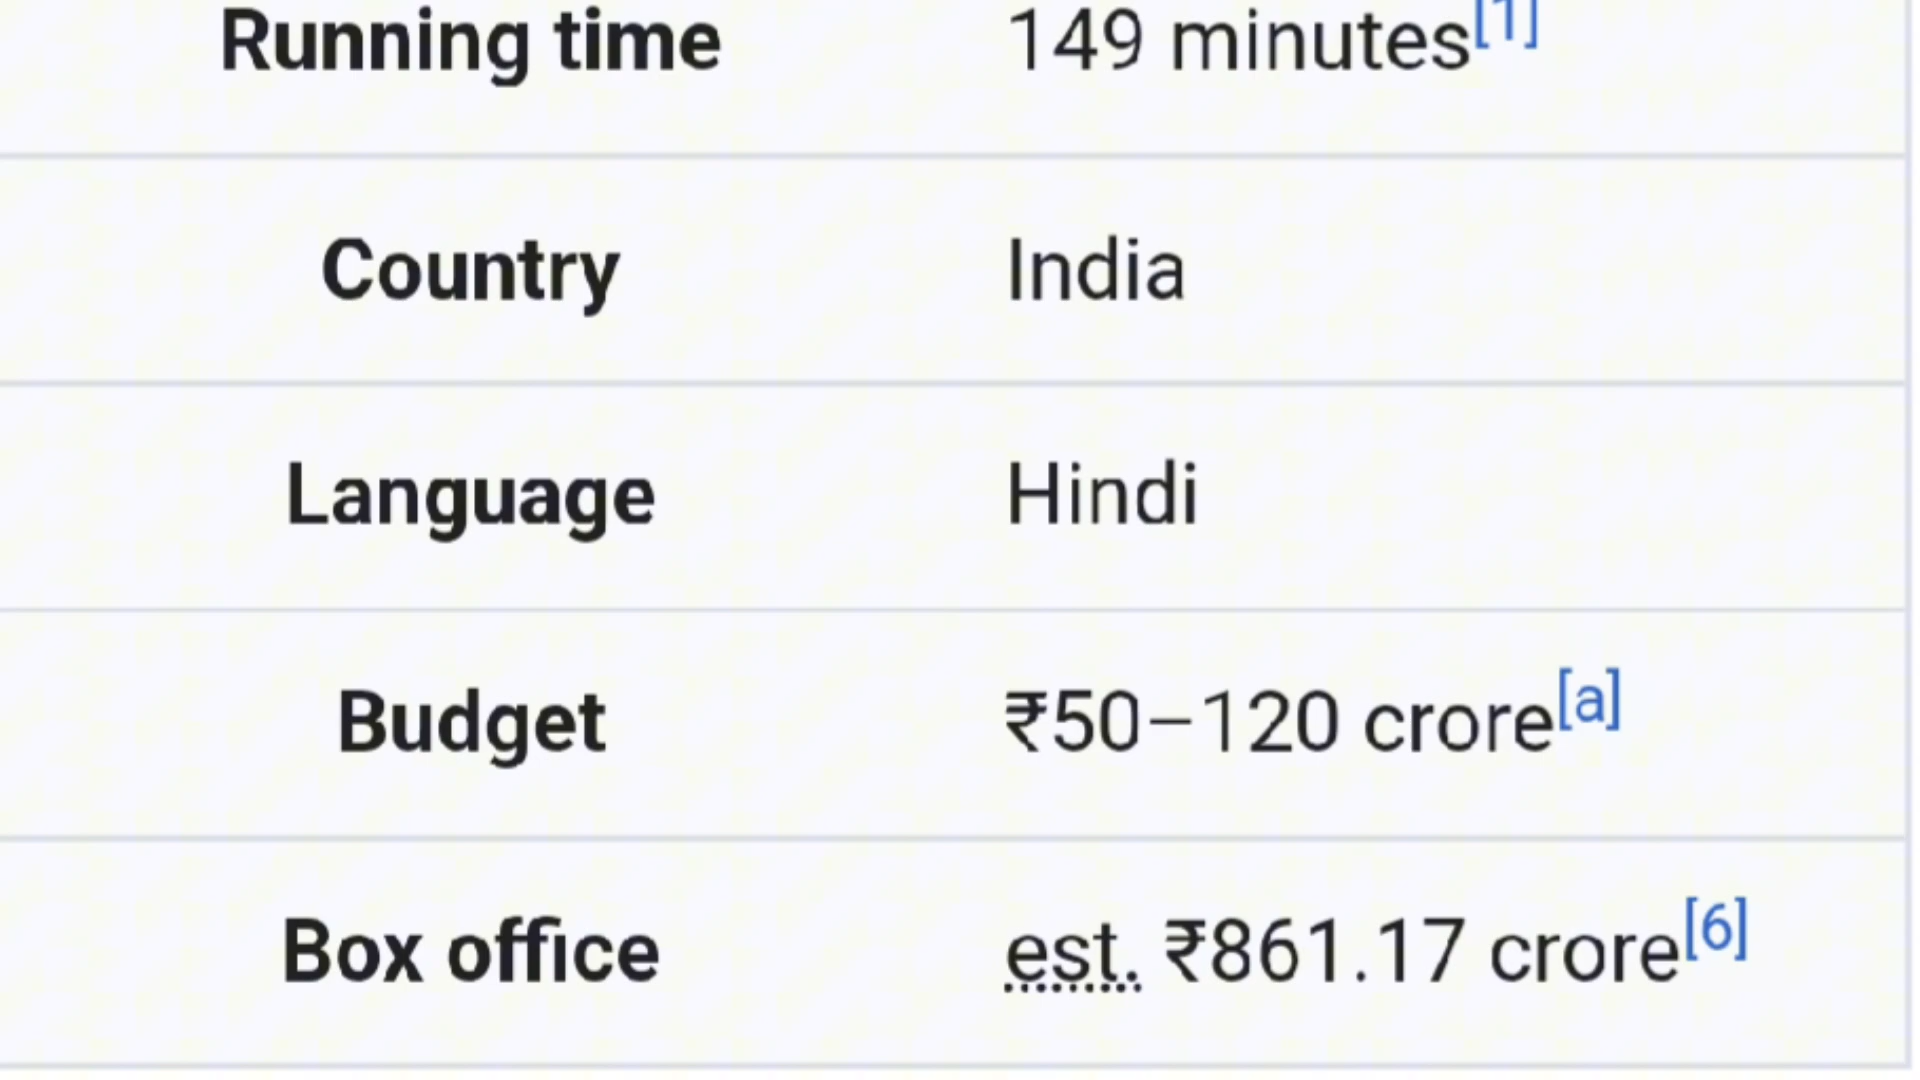 Running time 149 minutes[1]
Country India
Language Hindi
Budget ₹50–120 crore[a]
Box office est. ₹861.17 crore[6]